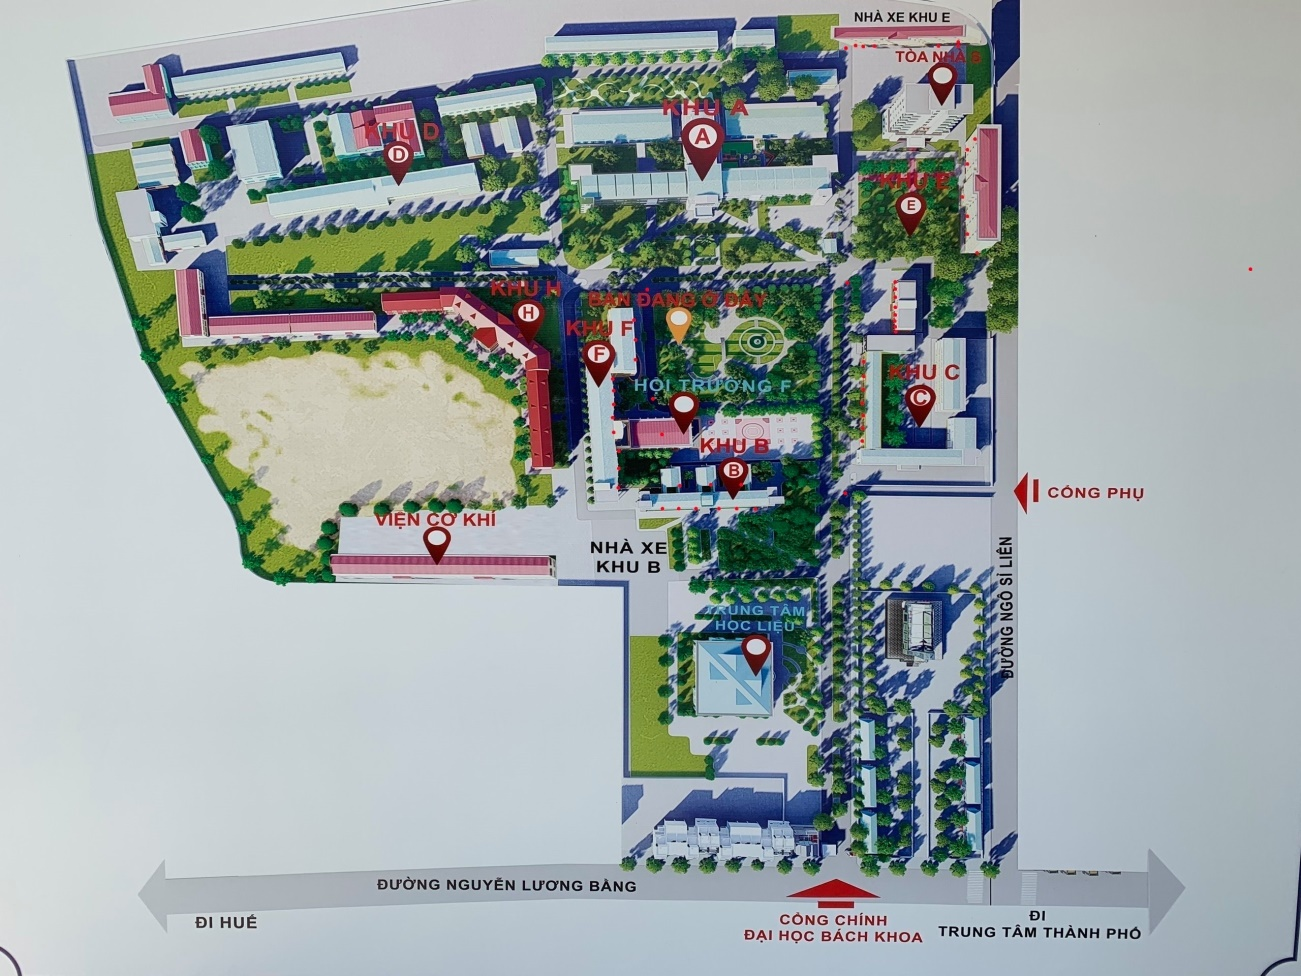 NHÀ XE KHU E
TÒA NHÀ S
KHU A
A
KHU D
D
KHU E
E
KHU H
H
BẠN ĐANG Ở ĐÂY
KHU F
F
HỘI TRƯỜNG F
KHU C
C
KHU B
B
CỔNG PHỤ
VIỆN CƠ KHÍ
NHÀ XE
KHU B
ĐƯỜNG NGÔ SĨ LIÊN
TRUNG TÂM
HỌC LIỆU
ĐƯỜNG NGUYỄN LƯƠNG BẰNG
ĐI HUẾ
CỔNG CHÍNH
ĐẠI HỌC BÁCH KHOA
ĐI
TRUNG TÂM THÀNH PHỐ